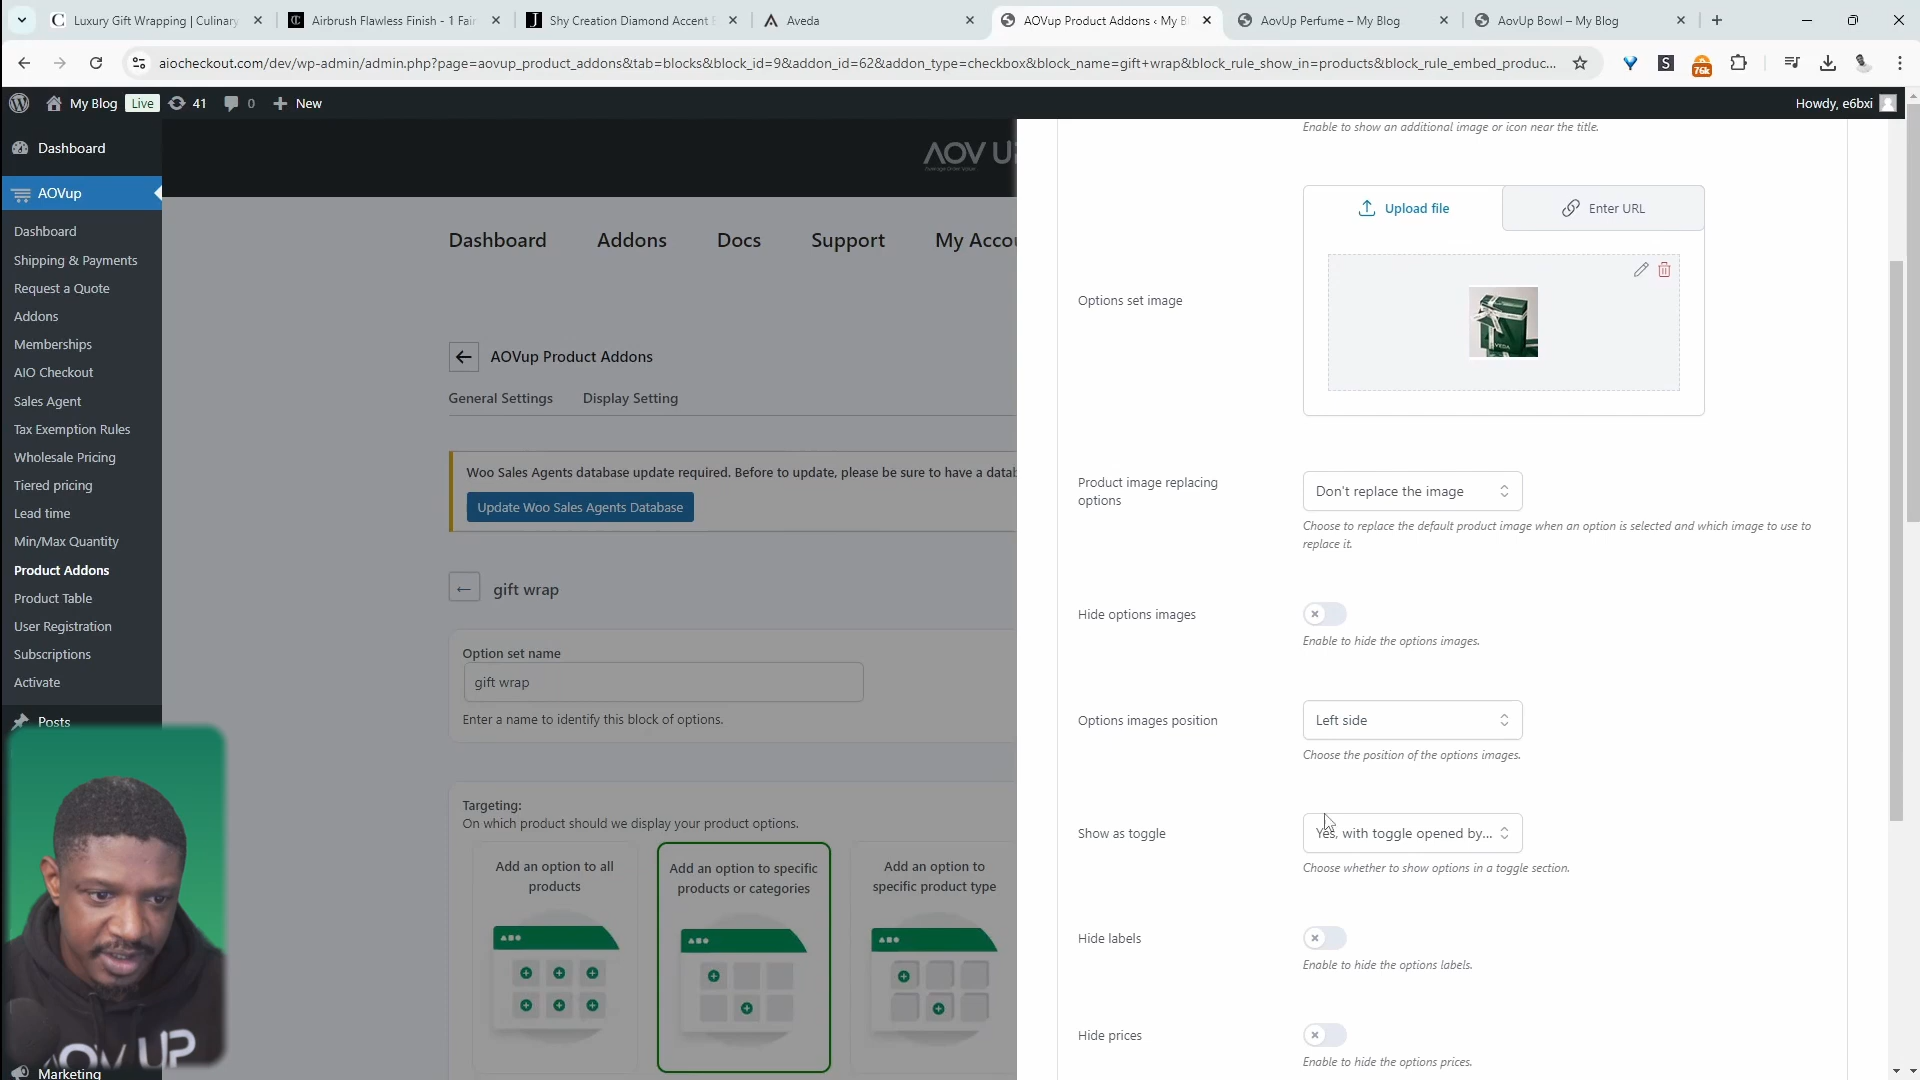 Luxury Gift Wrapping | Culinary
Airbrush Flawless Finish - 1 Fair
Shy Creation Diamond Accent E
Aveda
AOVup Product Addons ‹ My B
AovUp Perfume – My Blog
AovUp Bowl – My Blog
aiocheckout.com/dev/wp-admin/admin.php?page=aovup_product_addons&tab=blocks&block_id=9&addon_id=62&addon_type=checkbox&block_name=gift+wrap&block_rule_show_in=products&block_rule_embed_produc...
76k
My Blog
Live
41
0
New
Howdy, e6bxi
Dashboard
AOVup
Dashboard
Shipping & Payments
Request a Quote
Addons
Memberships
AIO Checkout
Sales Agent
Tax Exemption Rules
Wholesale Pricing
Tiered pricing
Lead time
Min/Max Quantity
Product Addons
Product Table
User Registration
Subscriptions
Activate
Posts
Marketing
AOV UP
AOV UP
Dashboard
Addons
Docs
Support
My Accou
AOVup Product Addons
General Settings
Display Setting
Woo Sales Agents database update required. Before to update, please be sure to have a datab
Update Woo Sales Agents Database
gift wrap
Option set name
gift wrap
Enter a name to identify this block of options.
Targeting:
On which product should we display your product options.
Add an option to all
products
Add an option to specific
products or categories
Add an option to
specific product type
Enable to show an additional image or icon near the title.
Upload file
Enter URL
Options set image
Product image replacing
options
Don't replace the image
Choose to replace the default product image when an option is selected and which image to use to
replace it.
Hide options images
Enable to hide the options images.
Options images position
Left side
Choose the position of the options images.
Show as toggle
Yes, with toggle opened by...
Choose whether to show options in a toggle section.
Hide labels
Enable to hide the options labels.
Hide prices
Enable to hide the options prices.